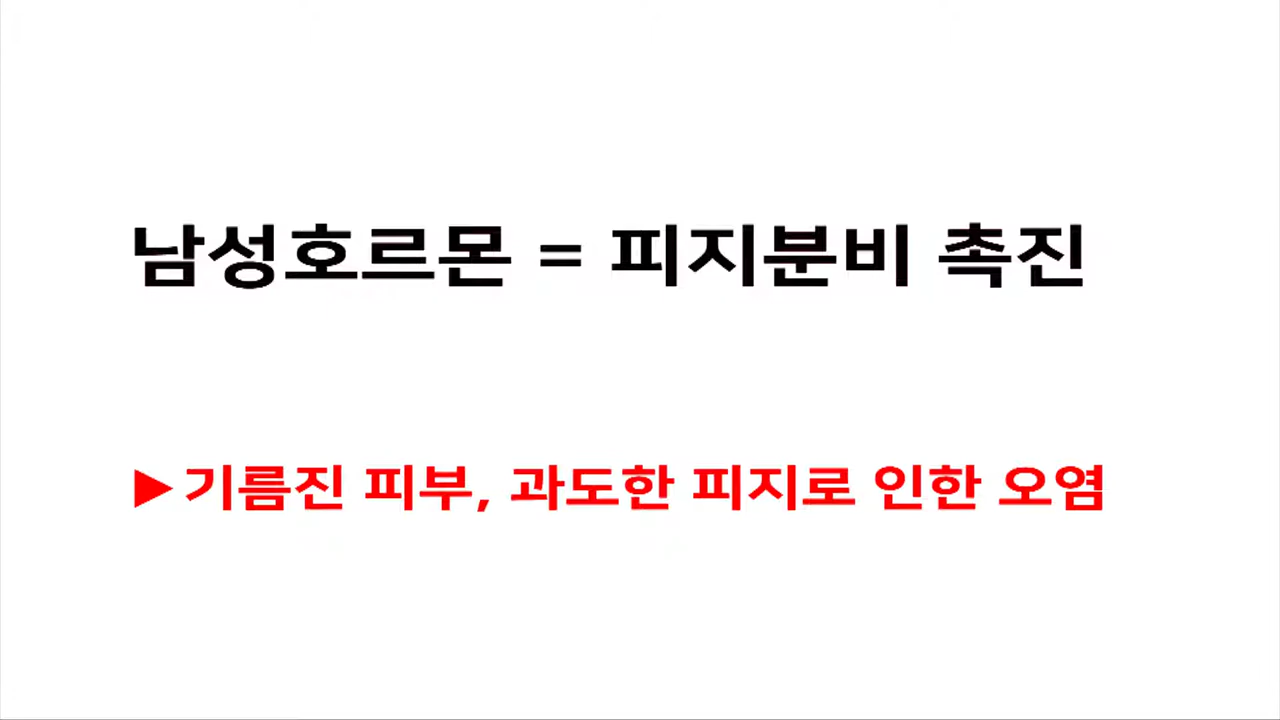 남성호르몬 = 피지분비 촉진
▶기름진 피부, 과도한 피지로 인한 오염